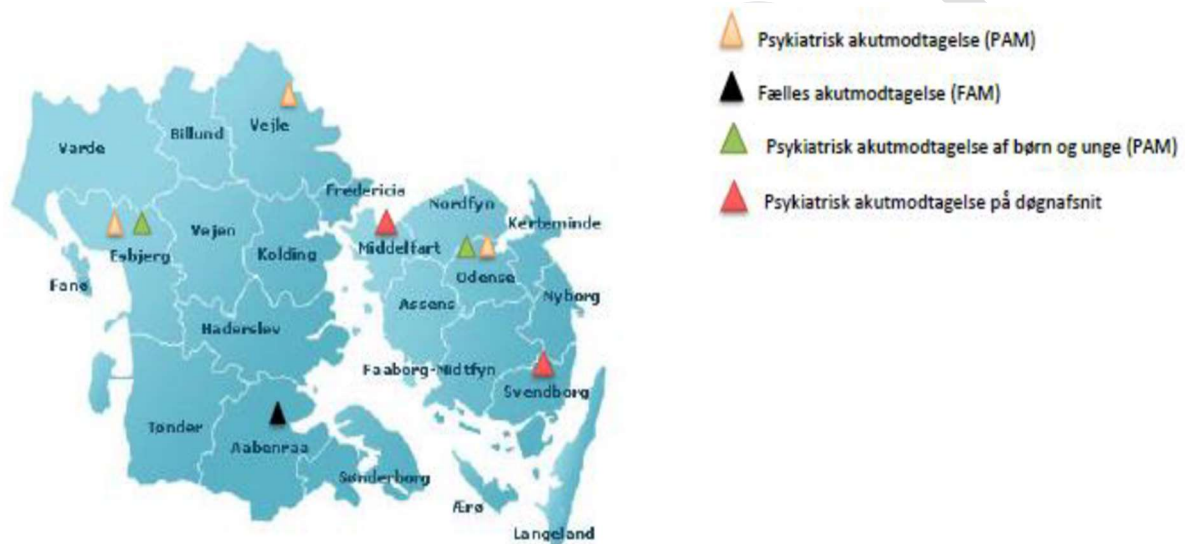 Psykiatrisk akutmodtagelse (PAM)
Fælles akutmodtagelse (FAM)
Psykiatrisk akutmodtagelse af børn og unge (PAM)
Psykiatrisk akutmodtagelse på døgnafsnit
Varde
Billund
Vejle
Fredericia
Nordfyn
Kerteminde
Vejen
Kolding
Middelfart
Esbjerg
Odense
Fanø
Assens
Nyborg
Haderslev
Faaborg-Midtfyn
Svendborg
Tønder
Aabenraa
Sønderborg
Ærø
Langeland